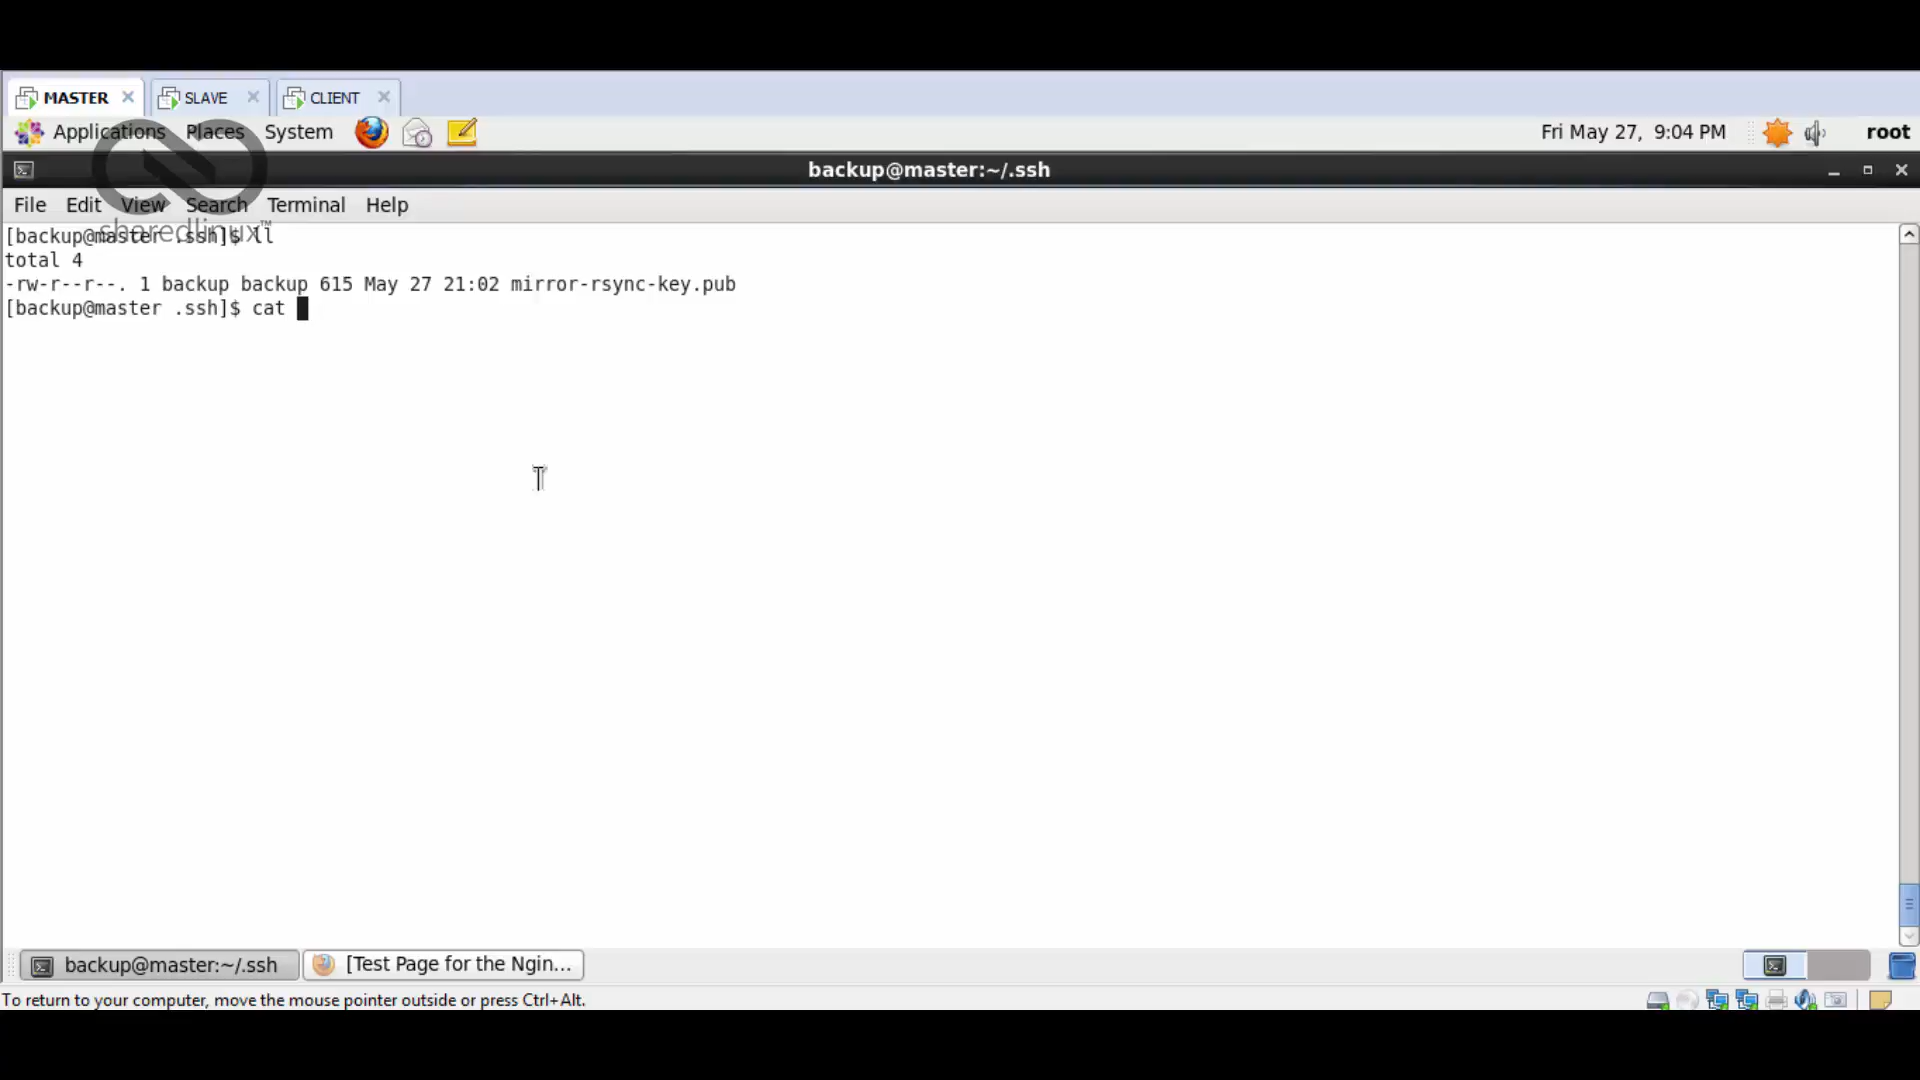 MASTER SLAVE CLIENT
Applications Places System Fri May 27, 9:04 PM root
backup@master:~/.ssh
File Edit View Search Terminal Help
sharedlinux™
[backup@master .ssh]$ ll
total 4
-rw-r--r--. 1 backup backup 615 May 27 21:02 mirror-rsync-key.pub
[backup@master .ssh]$ cat
backup@master:~/.ssh [Test Page for the Ngin...
To return to your computer, move the mouse pointer outside or press Ctrl+Alt.